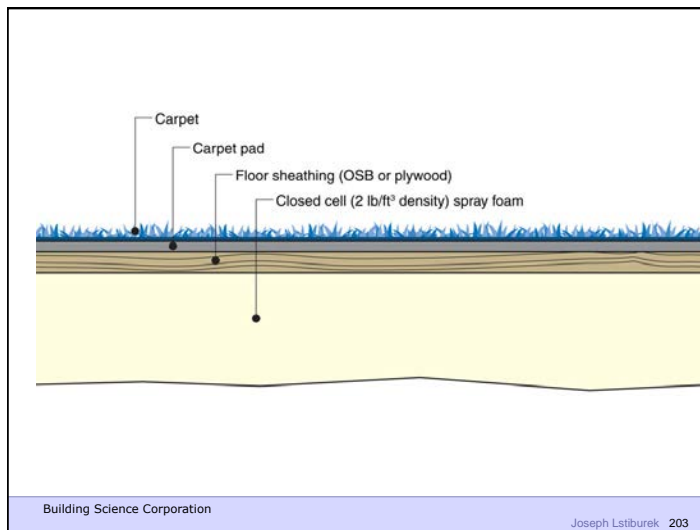 Carpet
Carpet pad
Floor sheathing (OSB or plywood)
Closed cell (2 lb/ft³ density) spray foam
Building Science Corporation
Joseph Lstiburek 203